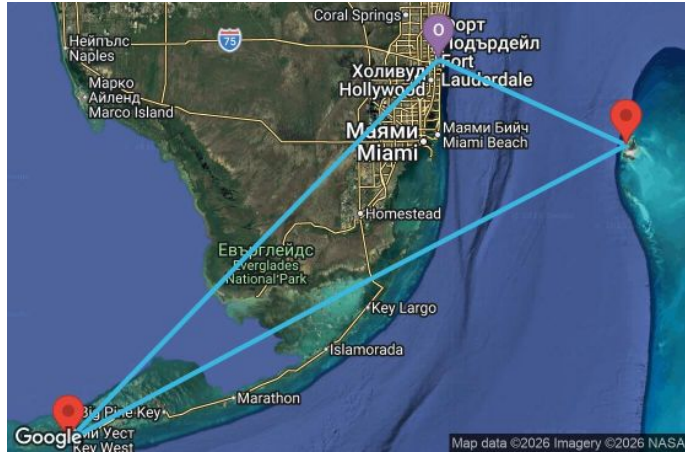 Coral Springs
75
Нейпълс
Naples
О
Форт
Лодърдейл
Fort
Lauderdale
Холивуд
Hollywood
Марко
Айленд
Marco Island
Маями
Miami
Маями Бийч
Miami Beach
Homestead
Евърглейдс
Everglades
National Park
Key Largo
Islamorada
Marathon
Big Pine Key
Google
Уест
Key West
Map data ©2026 Imagery ©2026 NASA